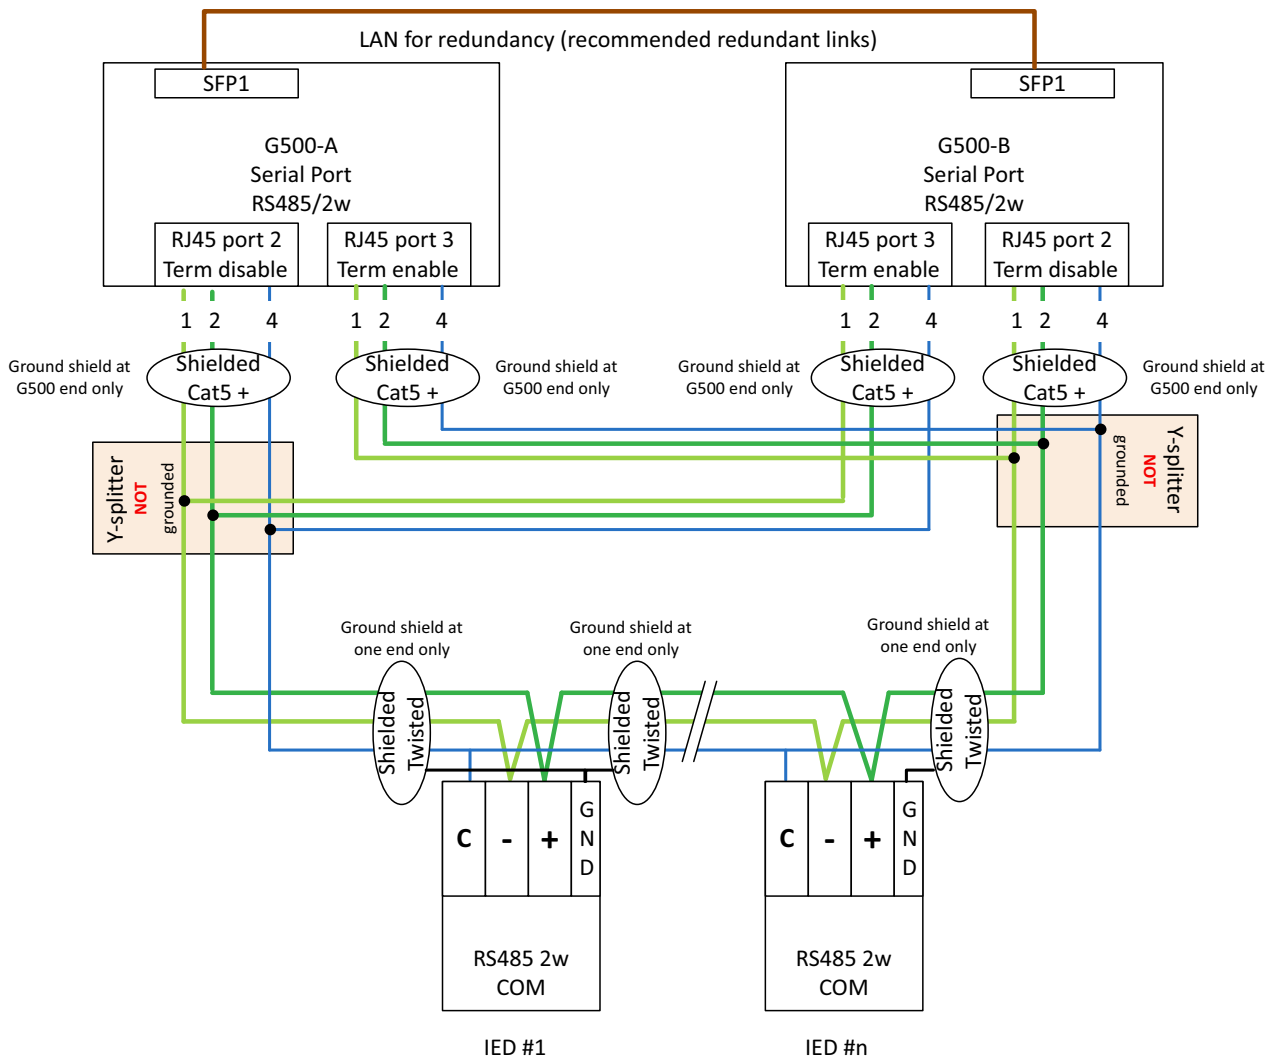 LAN for redundancy (recommended redundant links)
SFP1
SFP1
G500-A
Serial Port
RS485/2w
G500-B
Serial Port
RS485/2w
RJ45 port 2
Term disable
RJ45 port 3
Term enable
RJ45 port 3
Term enable
RJ45 port 2
Term disable
1 2 4
1 2 4
1 2 4
1 2 4
Ground shield at
G500 end only
Shielded
Cat5 +
Shielded
Cat5 +
Ground shield at
G500 end only
Ground shield at
G500 end only
Shielded
Cat5 +
Shielded
Cat5 +
Ground shield at
G500 end only
Y-splitter
NOT
grounded
Y-splitter
NOT
grounded
Ground shield at
one end only
Ground shield at
one end only
Ground shield at
one end only
Shielded
Twisted
Shielded
Twisted
Shielded
Twisted
C - + GND
C - + GND
RS485 2w
COM
RS485 2w
COM
IED #1
IED #n